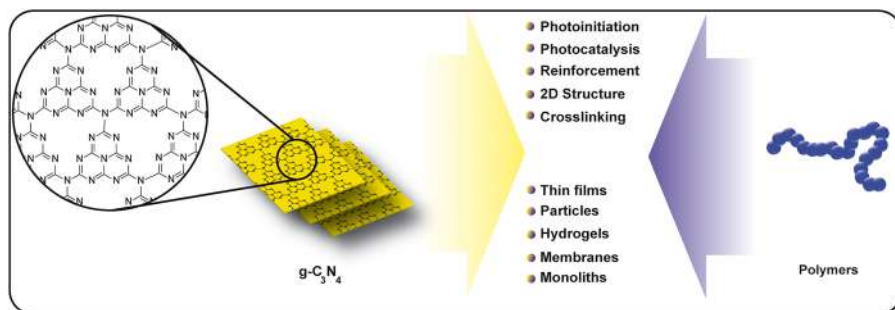 Photoinitiation
Photocatalysis
Reinforcement
2D Structure
Crosslinking
Thin films
Particles
Hydrogels
Membranes
Monoliths
g-C₃N₄
Polymers